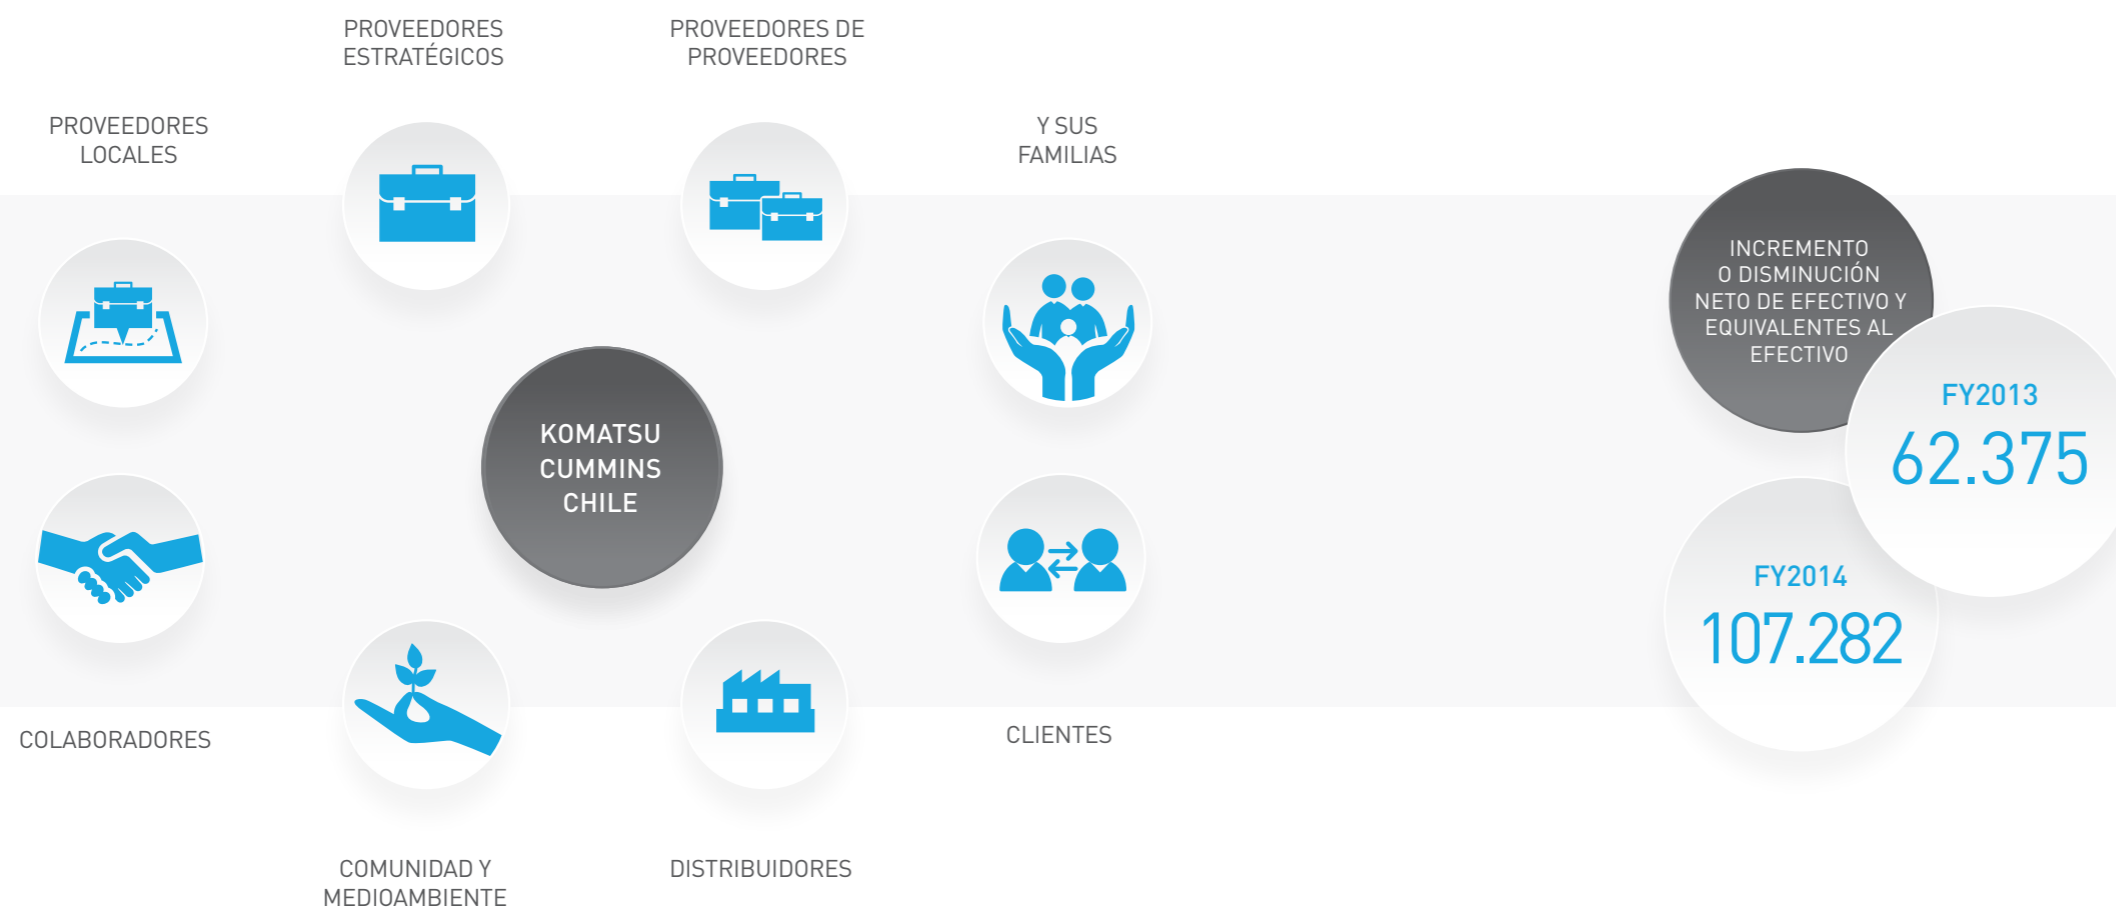 PROVEEDORES
ESTRATÉGICOS
PROVEEDORES DE
PROVEEDORES
PROVEEDORES
LOCALES
Y SUS
FAMILIAS
KOMATSU
CUMMINS
CHILE
COLABORADORES
CLIENTES
COMUNIDAD Y
MEDIOAMBIENTE
DISTRIBUIDORES
INCREMENTO
O DISMINUCIÓN
NETO DE EFECTIVO Y
EQUIVALENTES AL
EFECTIVO
FY2013
62.375
FY2014
107.282